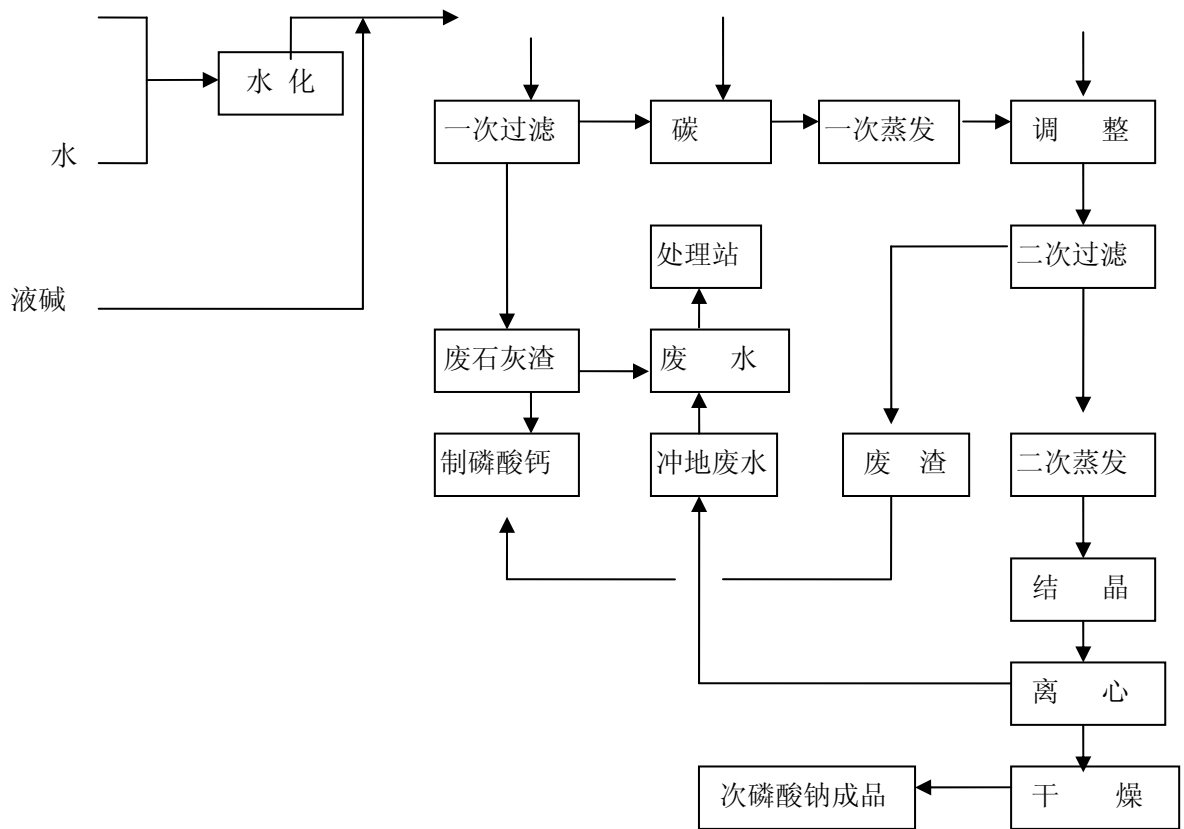 水 化
一次过滤
碳
一次蒸发
调 整
水
处理站
二次过滤
液碱
废石灰渣
废 水
制磷酸钙
冲地废水
废 渣
二次蒸发
结 晶
离 心
次磷酸钠成品
干 燥